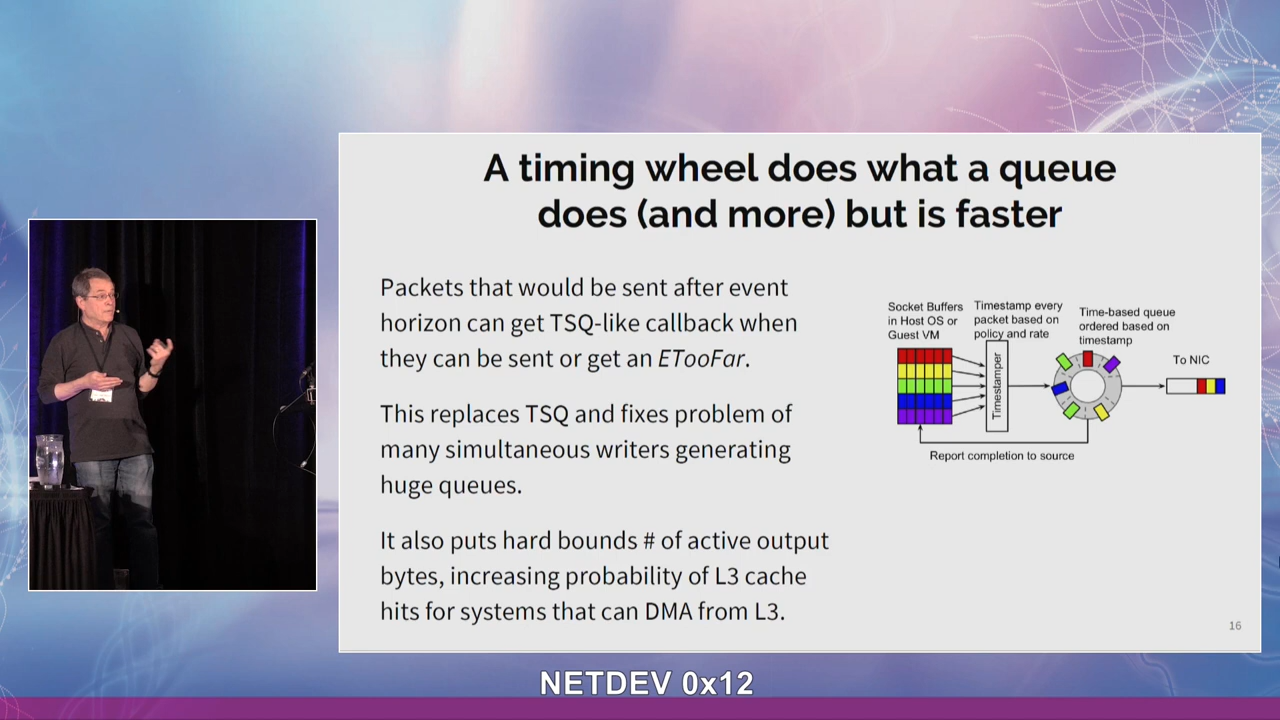 A timing wheel does what a queue
does (and more) but is faster
Packets that would be sent after event
horizon can get TSQ-like callback when
they can be sent or get an ETooFar.
This replaces TSQ and fixes problem of
many simultaneous writers generating
huge queues.
It also puts hard bounds # of active output
bytes, increasing probability of L3 cache
hits for systems that can DMA from L3.
Socket Buffers
in Host OS or
Guest VM
Timestamp every
packet based on
policy and rate
Time-based queue
ordered based on
timestamp
Timestamper
To NIC
Report completion to source
16
NETDEV 0x12